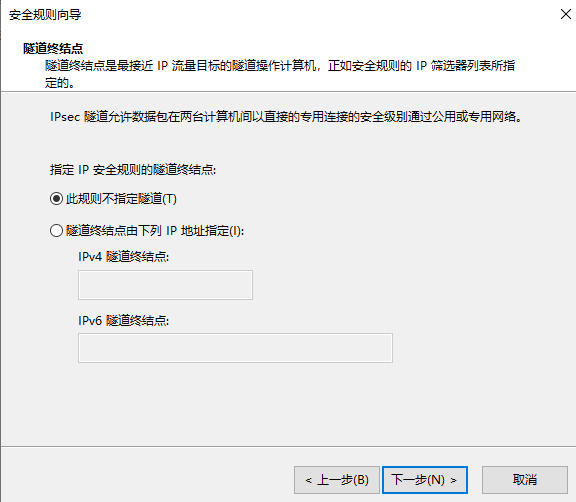 安全规则向导
隧道终结点
隧道终结点是最接近 IP 流量目标的隧道操作计算机，正如安全规则的 IP 筛选器列表所指
定的。
IPsec 隧道允许数据包在两台计算机间以直接的专用连接的安全级别通过公用或专用网络。
指定 IP 安全规则的隧道终结点:
此规则不指定隧道(T)
隧道终结点由下列 IP 地址指定(I):
IPv4 隧道终结点:
IPv6 隧道终结点:
< 上一步(B) 下一步(N) > 取消